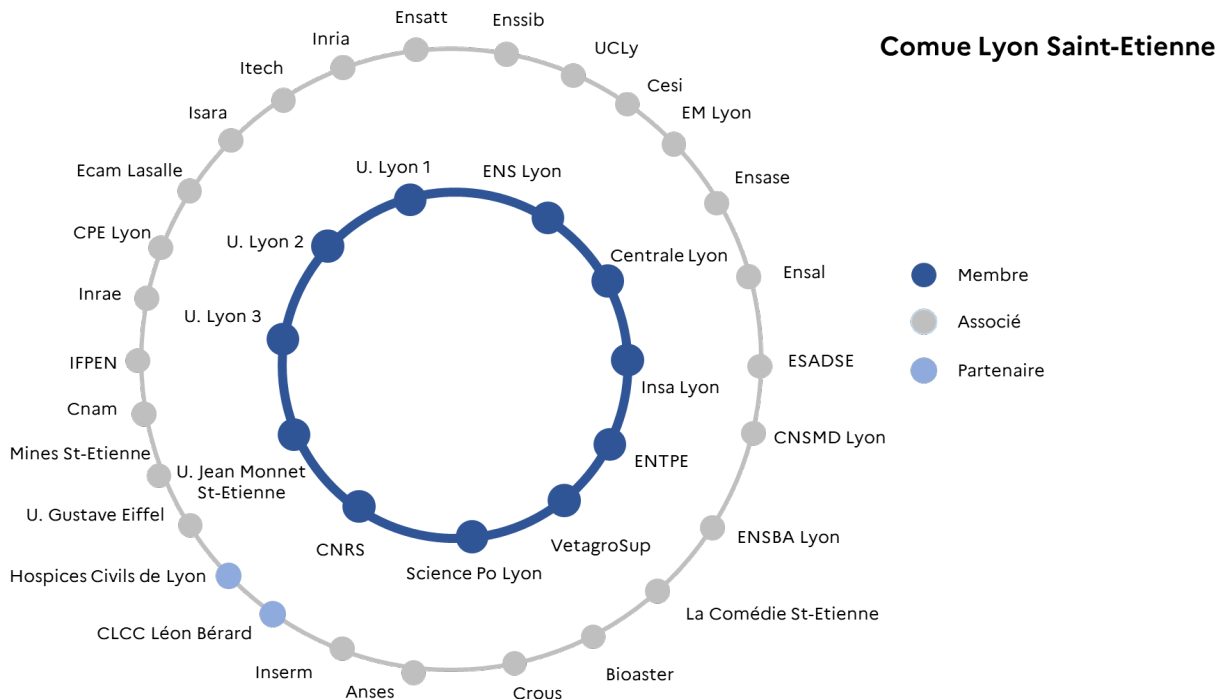 Comue Lyon Saint-Etienne
Ensatt
Enssib
Inria
UCLy
Itech
Cesi
Isara
EM Lyon
Ecam Lasalle
Ensase
CPE Lyon
Ensal
Inrae
ESADSE
IFPEN
CNSMD Lyon
Cnam
Mines St-Etienne
U. Gustave Eiffel
ENSBA Lyon
Hospices Civils de Lyon
La Comédie St-Etienne
CLCC Léon Bérard
Bioaster
Inserm
Anses
Crous
U. Lyon 1
ENS Lyon
U. Lyon 2
Centrale Lyon
U. Lyon 3
Insa Lyon
U. Jean Monnet
St-Etienne
ENTPE
CNRS
VetagroSup
Science Po Lyon
Membre
Associé
Partenaire